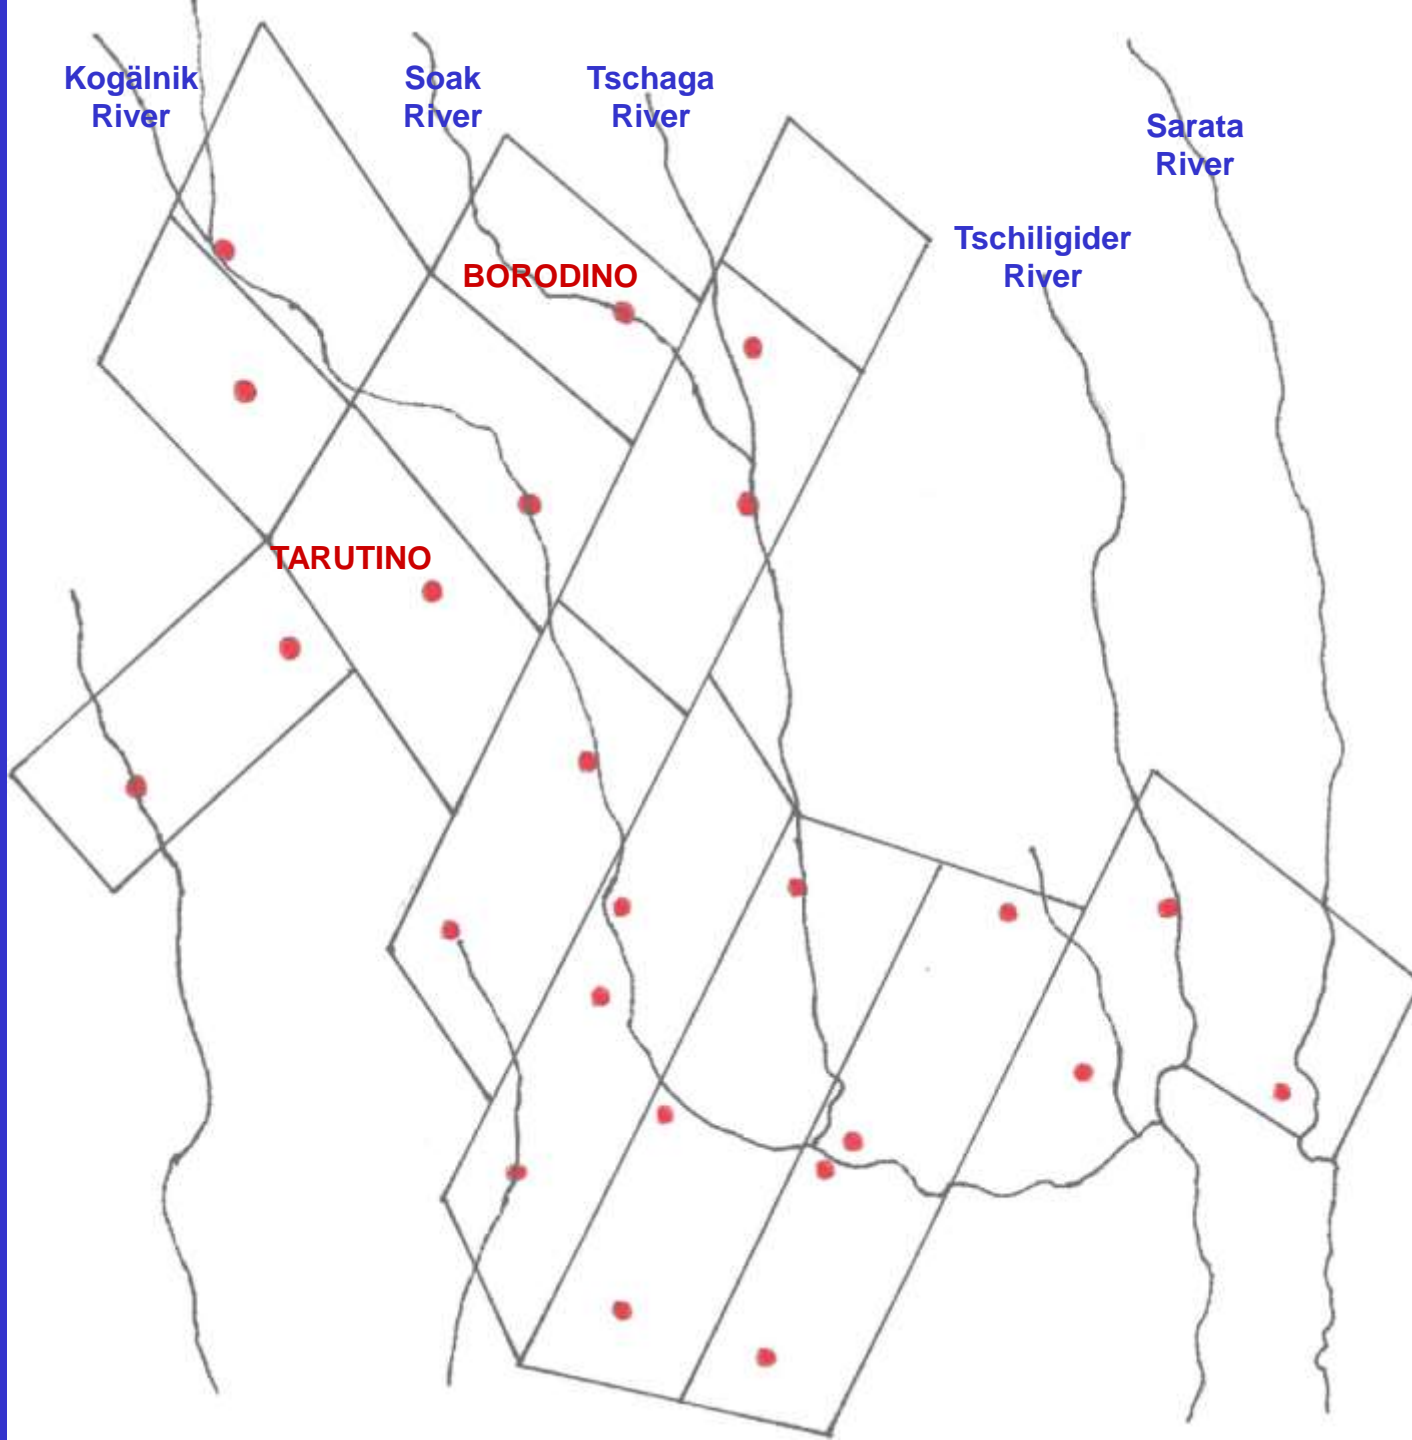 Kogälnik
River
Soak
River
Tschaga
River
Sarata
River
Tschiligider
River
BORODINO
TARUTINO